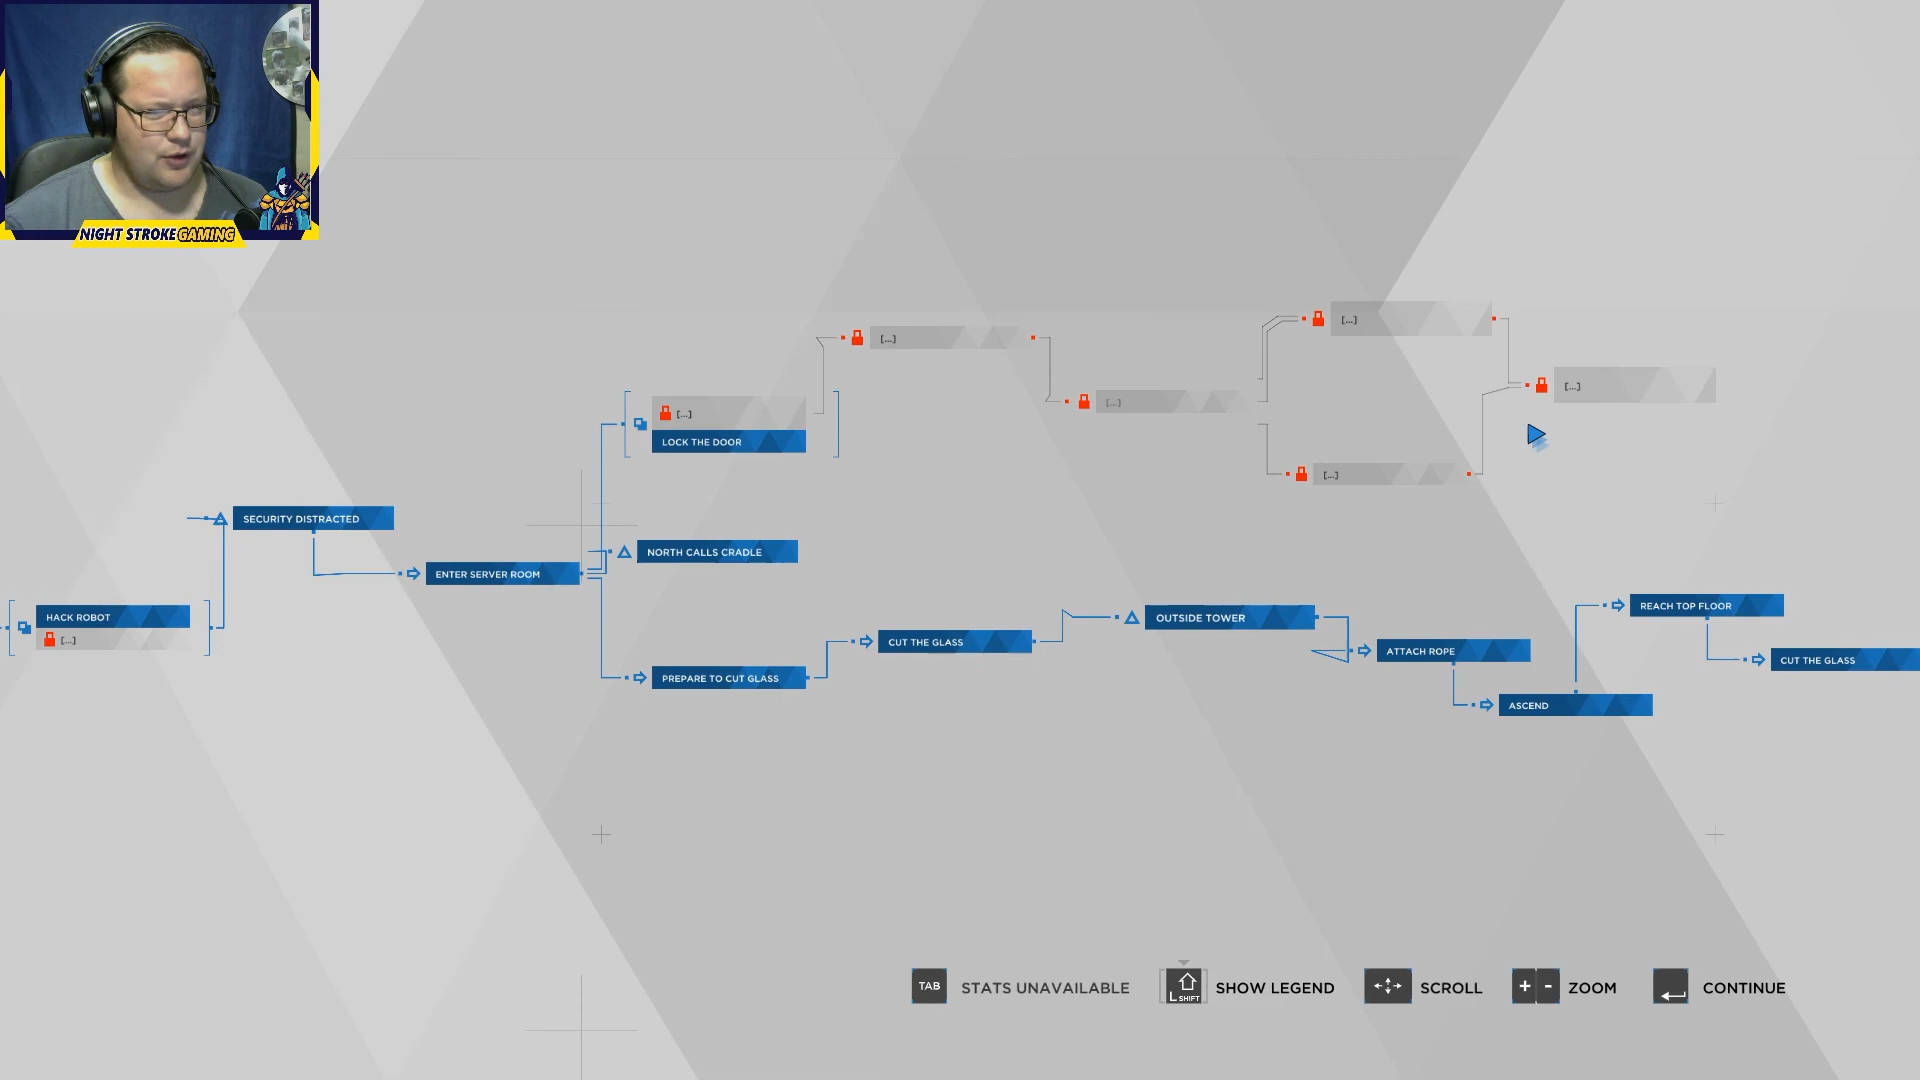 NIGHT STROKE GAMING
[...]
[...]
[...]
[...]
[...]
LOCK THE DOOR
[...]
SECURITY DISTRACTED
NORTH CALLS CRADLE
ENTER SERVER ROOM
HACK ROBOT
[...]
REACH TOP FLOOR
OUTSIDE TOWER
CUT THE GLASS
ATTACH ROPE
CUT THE GLASS
PREPARE TO CUT GLASS
ASCEND
TAB STATS UNAVAILABLE
L SHIFT SHOW LEGEND
SCROLL
+ - ZOOM
CONTINUE